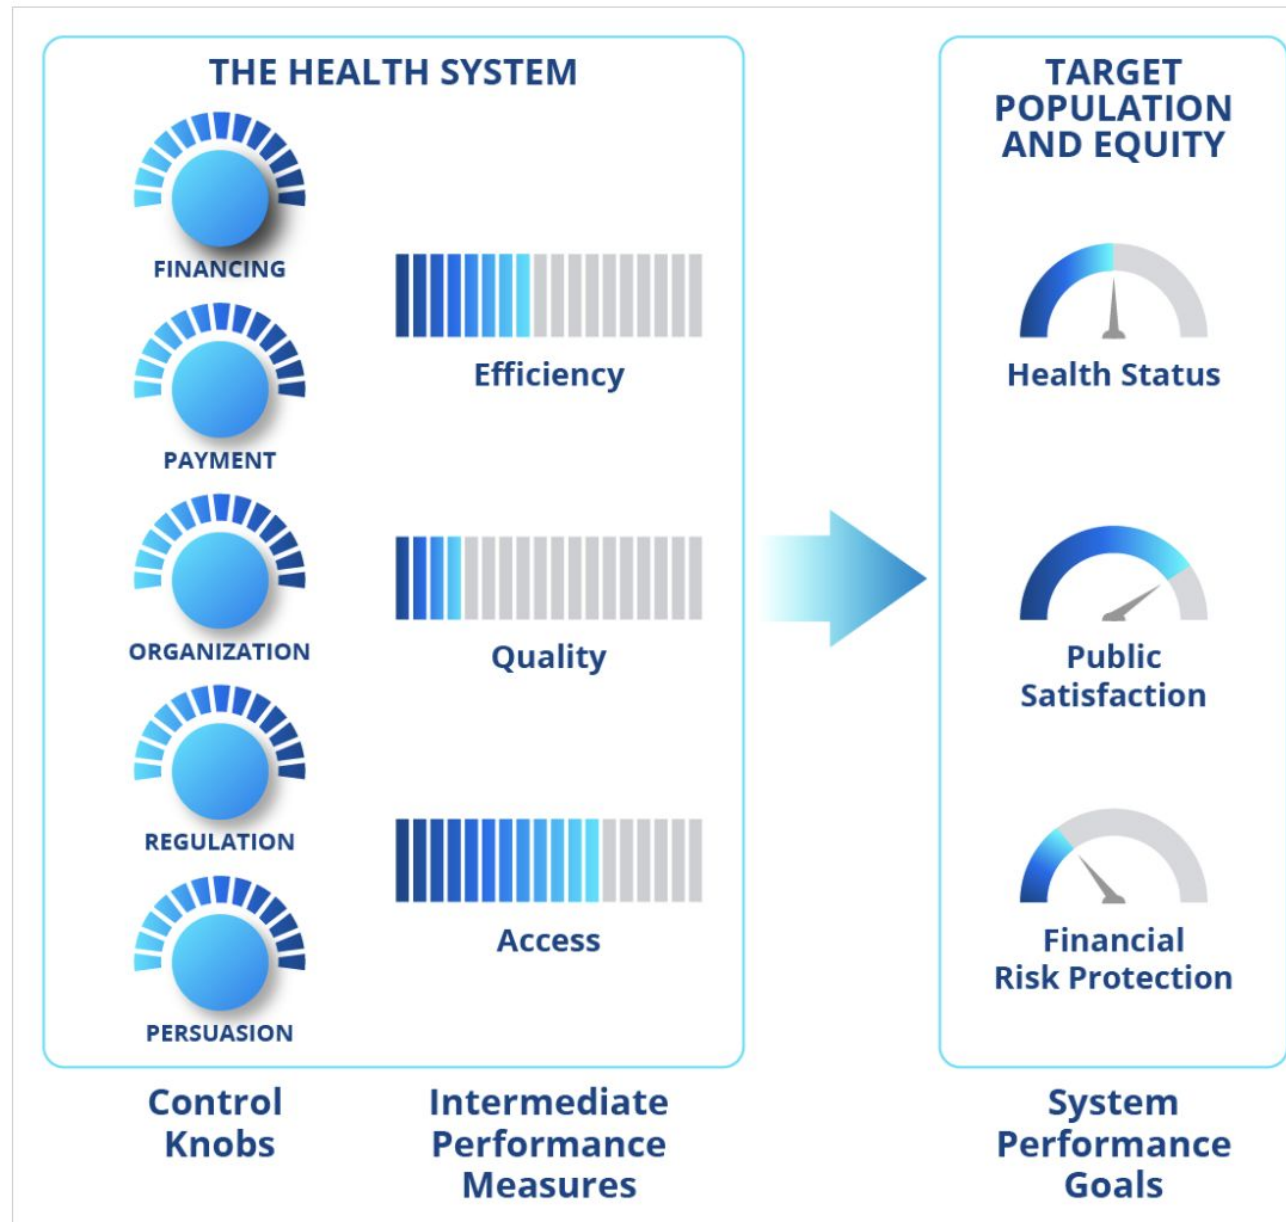 THE HEALTH SYSTEM
FINANCING
PAYMENT
ORGANIZATION
REGULATION
PERSUASION
Efficiency
Quality
Access
TARGET
POPULATION
AND EQUITY
Health Status
Public
Satisfaction
Financial
Risk Protection
Control
Knobs
Intermediate
Performance
Measures
System
Performance
Goals